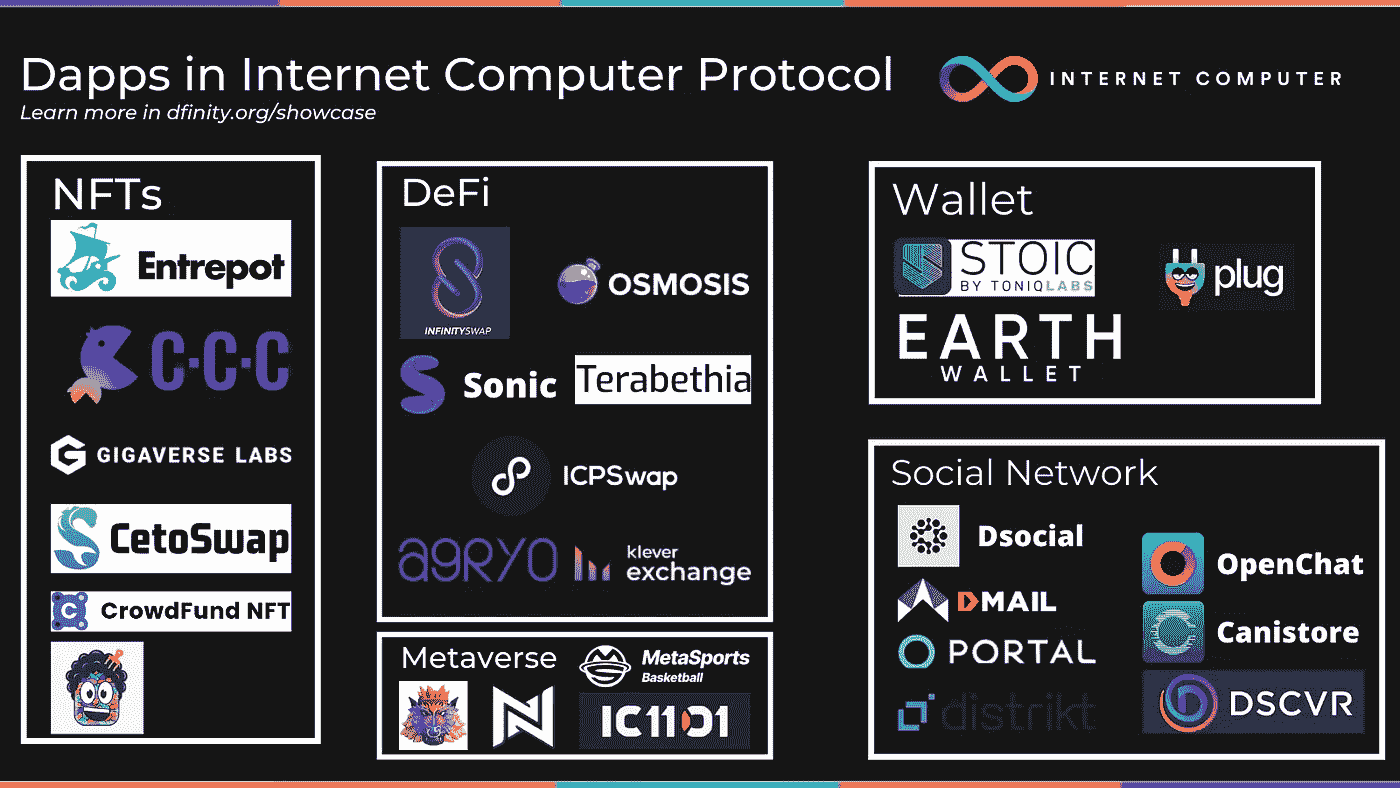 Dapps in Internet Computer Protocol
INTERNET COMPUTER
Learn more in dfinity.org/showcase
NFTs
Entrepot
C·C·C
GIGAVERSE LABS
CetoSwap
CrowdFund NFT
DeFi
INFINITYSWAP
OSMOSIS
Sonic
Terabethia
ICPSwap
agryo
klever
exchange
Metaverse
MetaSports
Basketball
IC1101
Wallet
STOIC
BY TONIQLABS
plug
EARTH
WALLET
Social Network
Dsocial
DMAIL
PORTAL
distrikt
OpenChat
Canistore
DSCVR